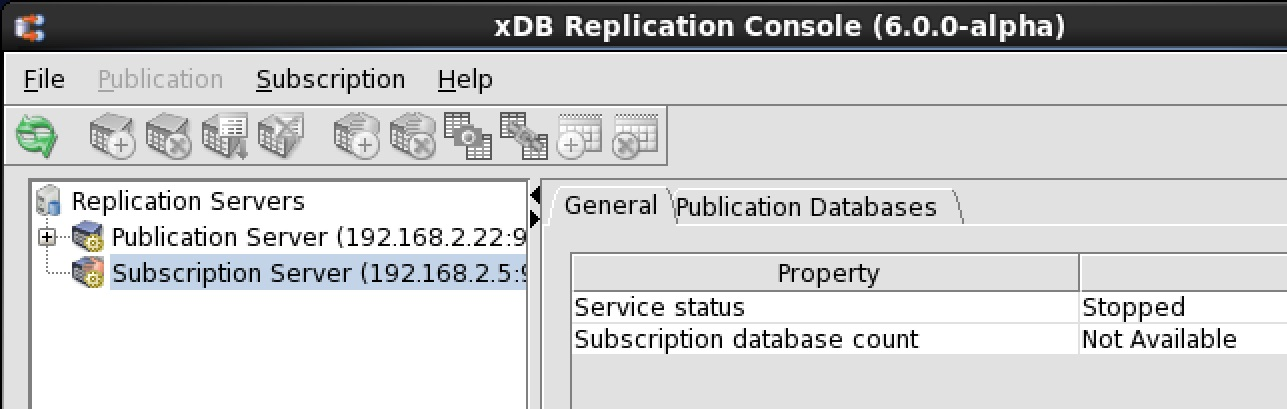 xDB Replication Console (6.0.0-alpha)
File Publication Subscription Help
Replication Servers
Publication Server (192.168.2.22:9
Subscription Server (192.168.2.5:9
General Publication Databases
Property
Service status Stopped
Subscription database count Not Available